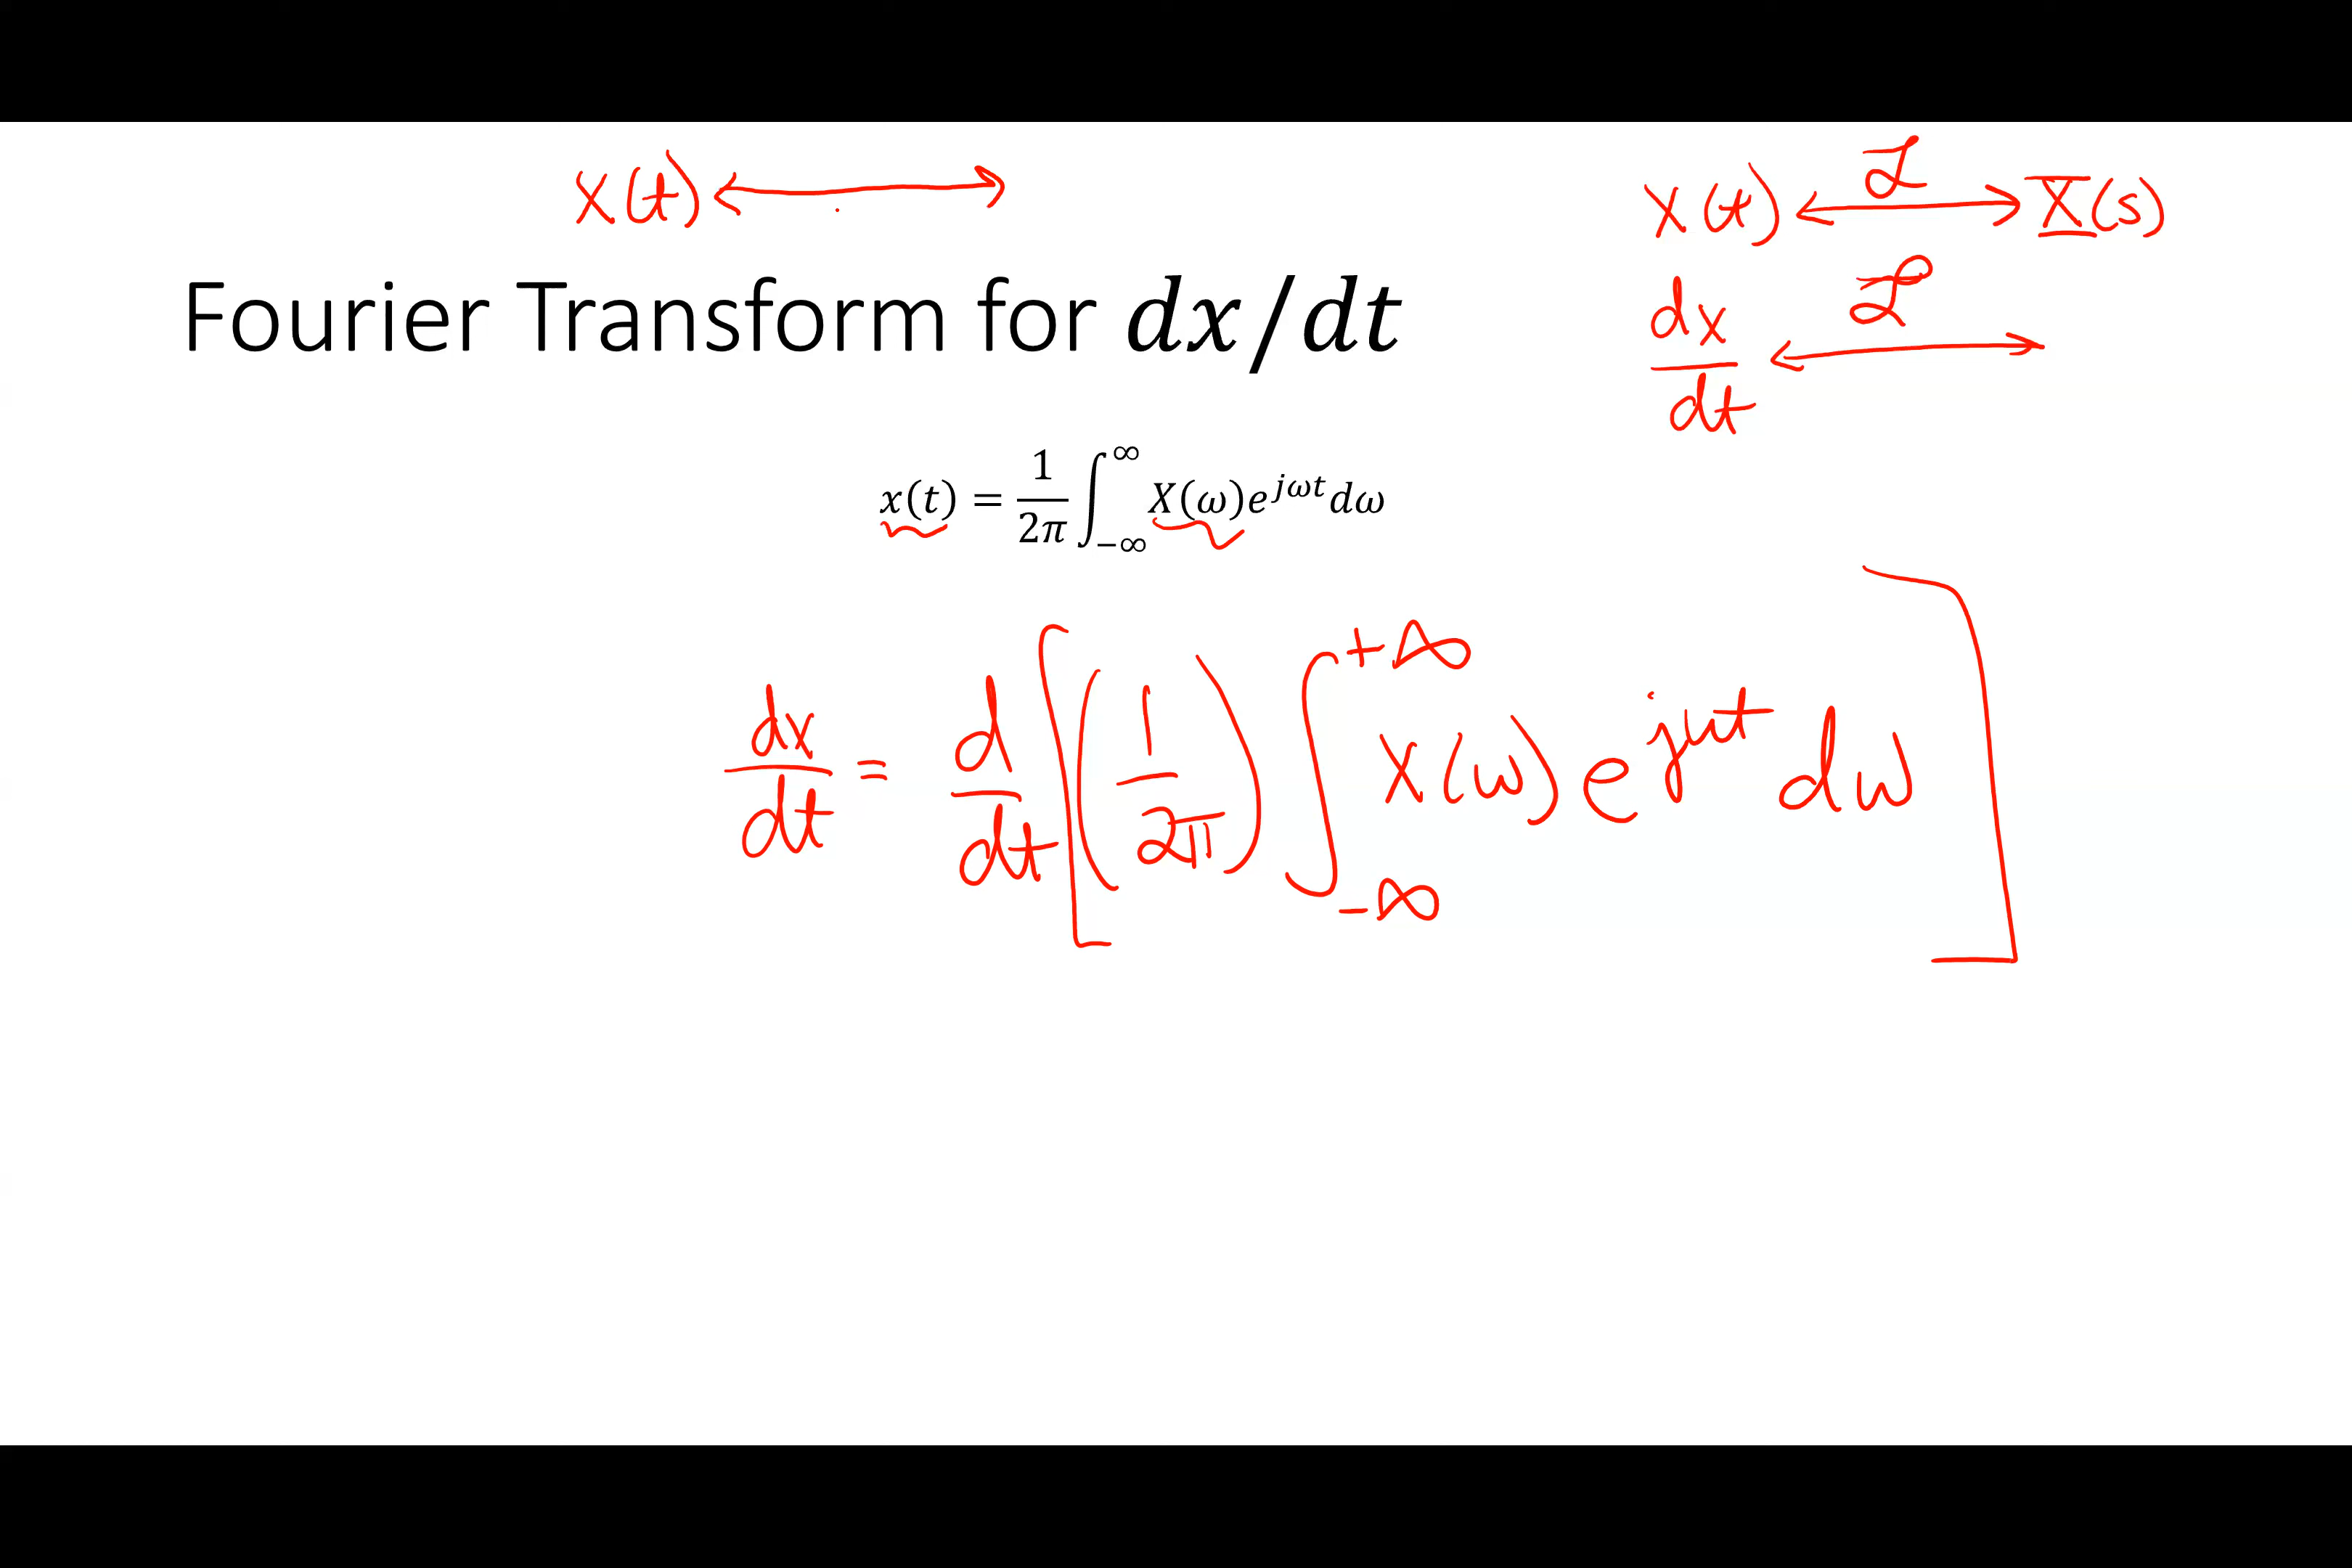 x(t) ⟷
x(t) ⟷ℒ X(s)
Fourier Transform for dx/dt
dx/dt ⟷ℒ
x(t) = 1/2π ∫_{-∞}^{∞} X(ω)e^{jωt}dω
dx/dt = d/dt [(1/2π) ∫_{-∞}^{+∞} X(ω) e^{jωt} dω]